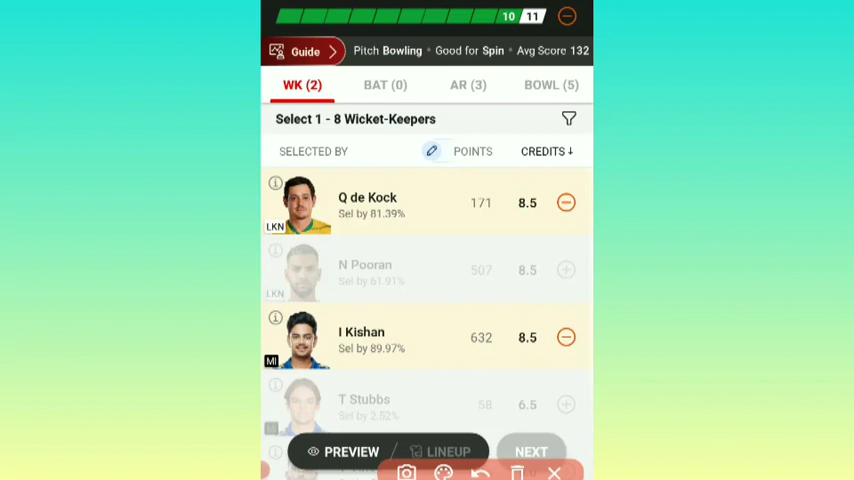 10 11
Guide Pitch Bowling • Good for Spin • Avg Score 132
WK (2) BAT (0) AR (3) BOWL (5)
Select 1 - 8 Wicket-Keepers
SELECTED BY POINTS CREDITS↓
Q de Kock
Sel by 81.39%
171 8.5
LKN
N Pooran
Sel by 61.91%
507 8.5
LKN
I Kishan
Sel by 89.97%
632 8.5
MI
T Stubbs
Sel by 2.52%
58 6.5
PREVIEW / LINEUP NEXT